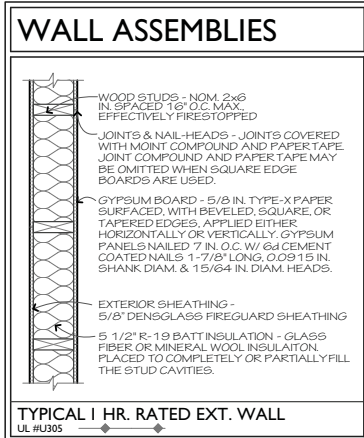 WALL ASSEMBLIES
WOOD STUDS - NOM. 2x6
IN. SPACED 16" O.C. MAX.,
EFFECTIVELY FIRESTOPPED
JOINTS & NAIL-HEADS - JOINTS COVERED
WITH MOINT COMPOUND AND PAPER TAPE.
JOINT COMPOUND AND PAPER TAPE MAY
BE OMITTED WHEN SQUARE EDGE
BOARDS ARE USED.
GYPSUM BOARD - 5/8 IN. TYPE-X PAPER
SURFACED, WITH BEVELED, SQUARE, OR
TAPERED EDGES, APPLIED EITHER
HORIZONTALLY OR VERTICALLY. GYPSUM
PANELS NAILED 7 IN. O.C. W/ 6d CEMENT
COATED NAILS 1-7/8" LONG, 0.0915 IN.
SHANK DIAM. & 15/64 IN. DIAM. HEADS.
EXTERIOR SHEATHING -
5/8" DENSGLASS FIREGUARD SHEATHING
5 1/2" R-19 BATT INSULATION - GLASS
FIBER OR MINERAL WOOL INSULAITON.
PLACED TO COMPLETELY OR PARTIALLY FILL
THE STUD CAVITIES.
TYPICAL 1 HR. RATED EXT. WALL
UL #U305